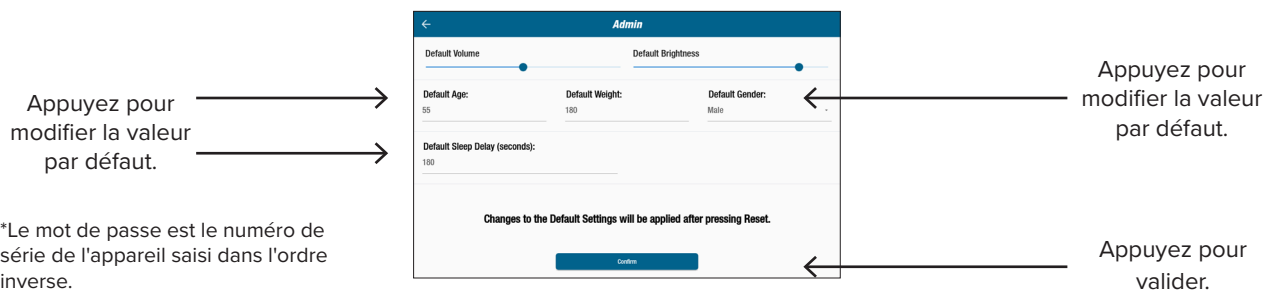 Admin
Default Volume
Default Brightness
Appuyez pour
modifier la valeur
par défaut.
Default Age:
Default Weight:
Default Gender:
55
180
Male
Default Sleep Delay (seconds):
180
Appuyez pour
modifier la valeur
par défaut.
*Le mot de passe est le numéro de
série de l'appareil saisi dans l'ordre
inverse.
Changes to the Default Settings will be applied after pressing Reset.
Confirm
Appuyez pour
valider.